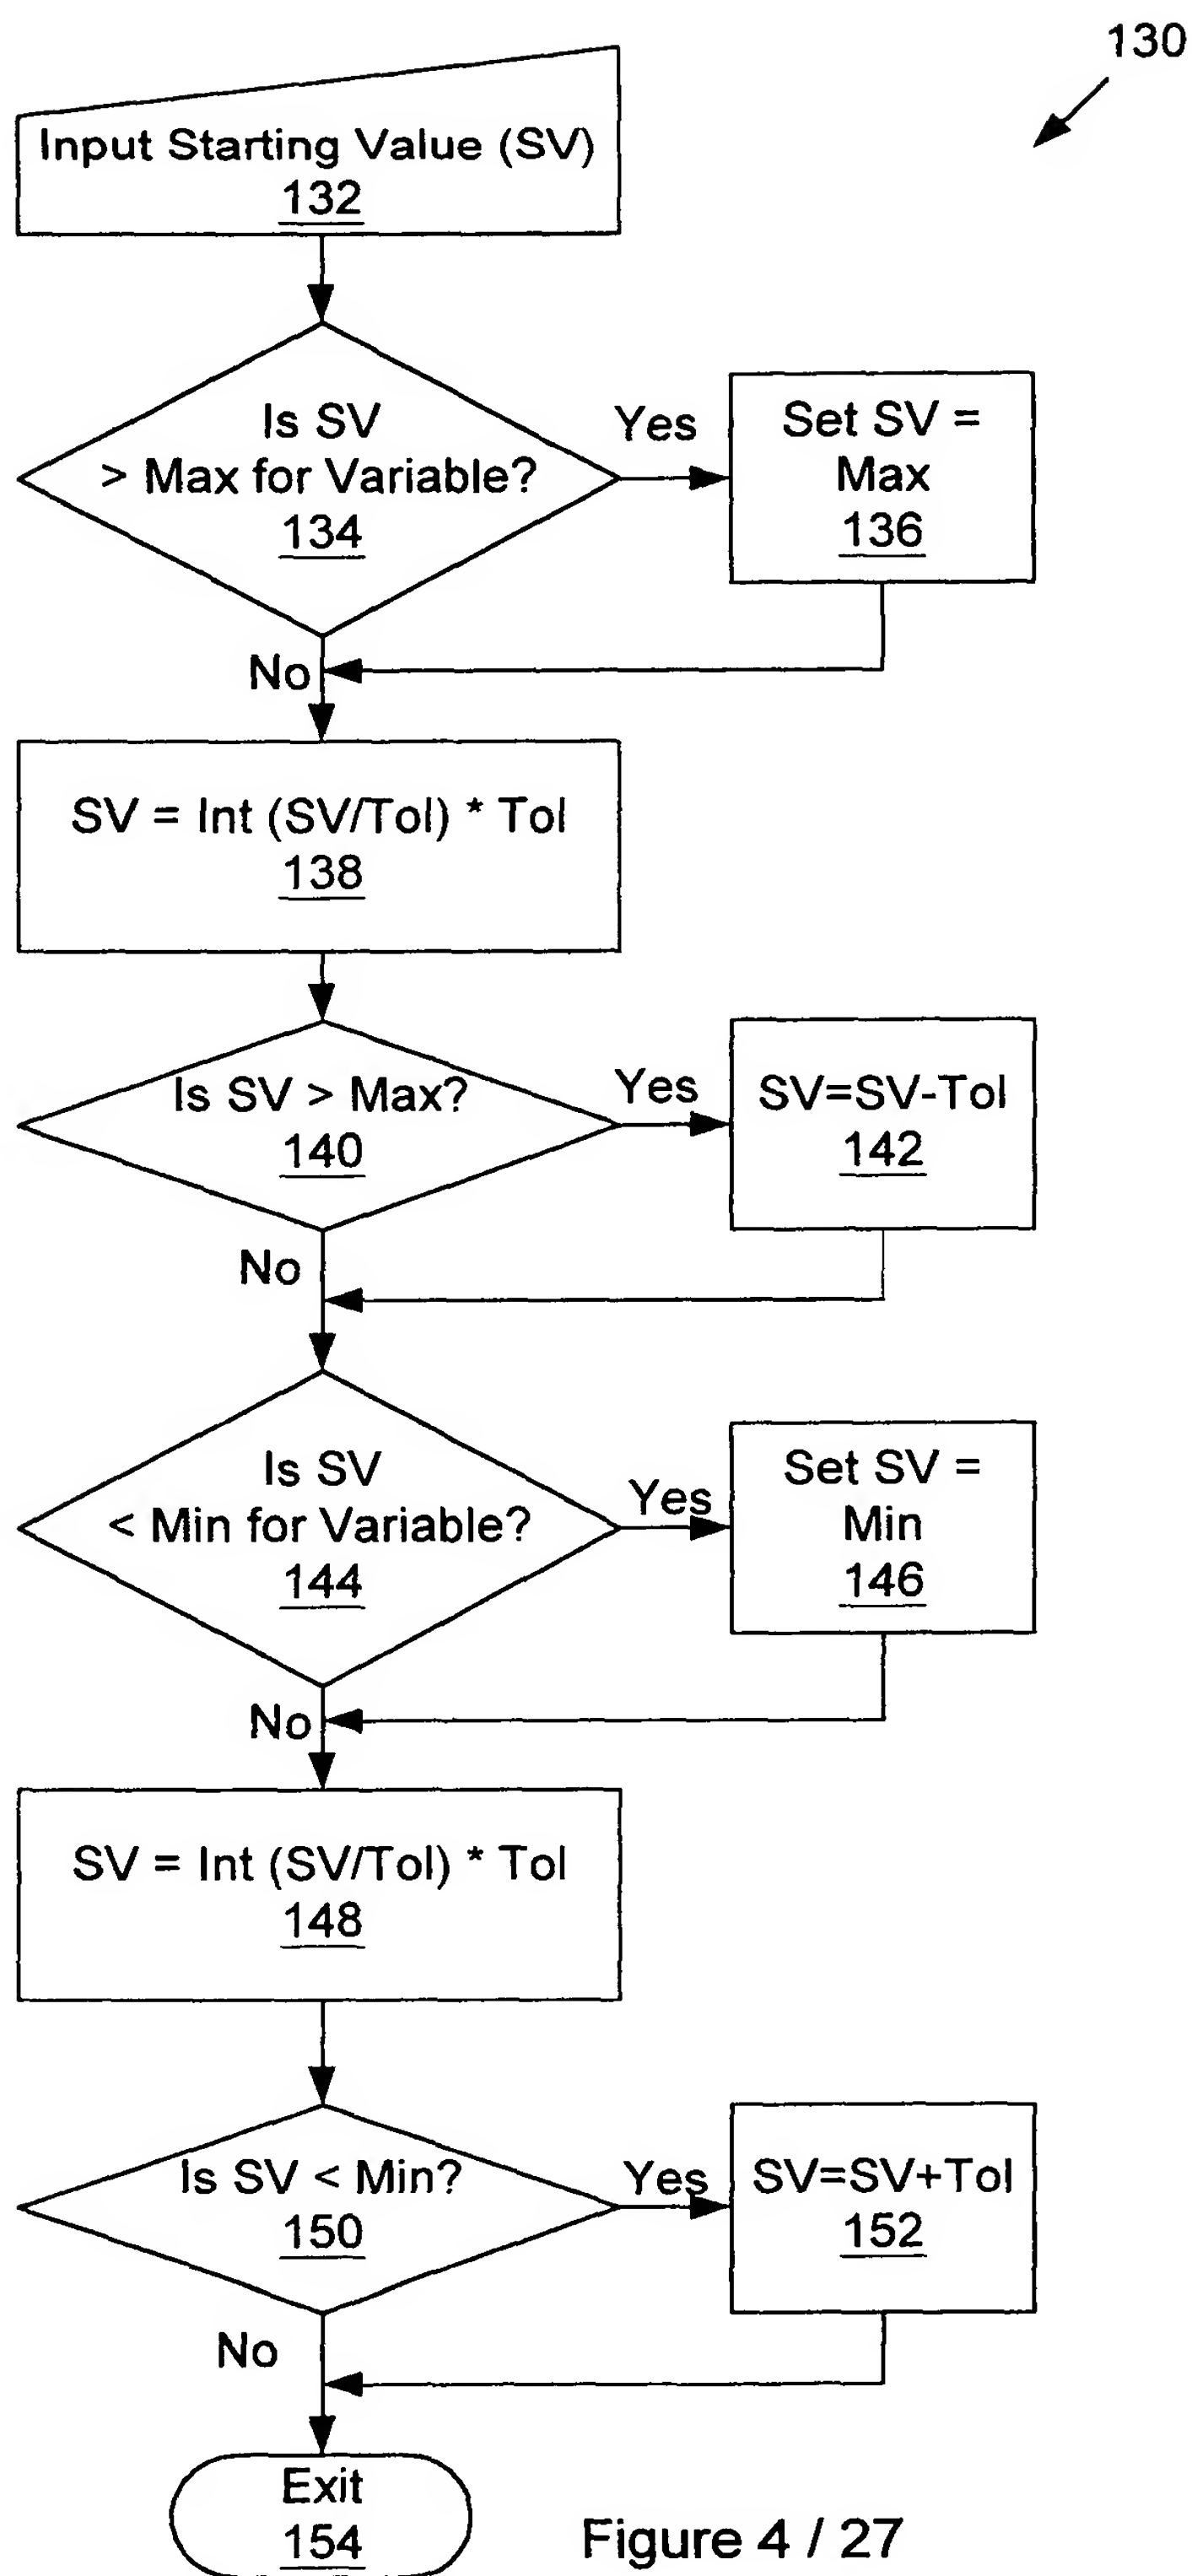 130
Input Starting Value (SV)
132
Is SV
> Max for Variable?
134
Yes
Set SV =
Max
136
No
SV = Int (SV/Tol) * Tol
138
Is SV > Max?
140
Yes
SV=SV-Tol
142
No
Is SV
< Min for Variable?
144
Yes
Set SV =
Min
146
No
SV = Int (SV/Tol) * Tol
148
Is SV < Min?
150
Yes
SV=SV+Tol
152
No
Exit
154
Figure 4 / 27